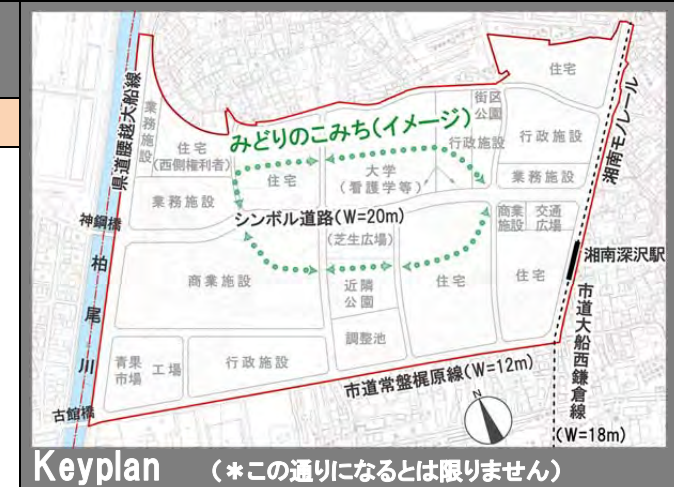 県道腰越大船線
業務施設
住宅
(西側権利者)
みどりのこみち(イメージ)
住宅
大学
(看護学等)
街区
公園
行政施設
住宅
行政施設
業務施設
湘南モノレール
業務施設
シンボル道路(W=20m)
(芝生広場)
商業
施設
交通
広場
神鋼橋
柏尾川
商業施設
近隣
公園
住宅
住宅
湘南深沢駅
調整池
青果
市場
工場
行政施設
市道常盤梶原線(W=12m)
市道大船西鎌倉線
(W=18m)
古館橋
N
Keyplan (*この通りになるとは限りません)